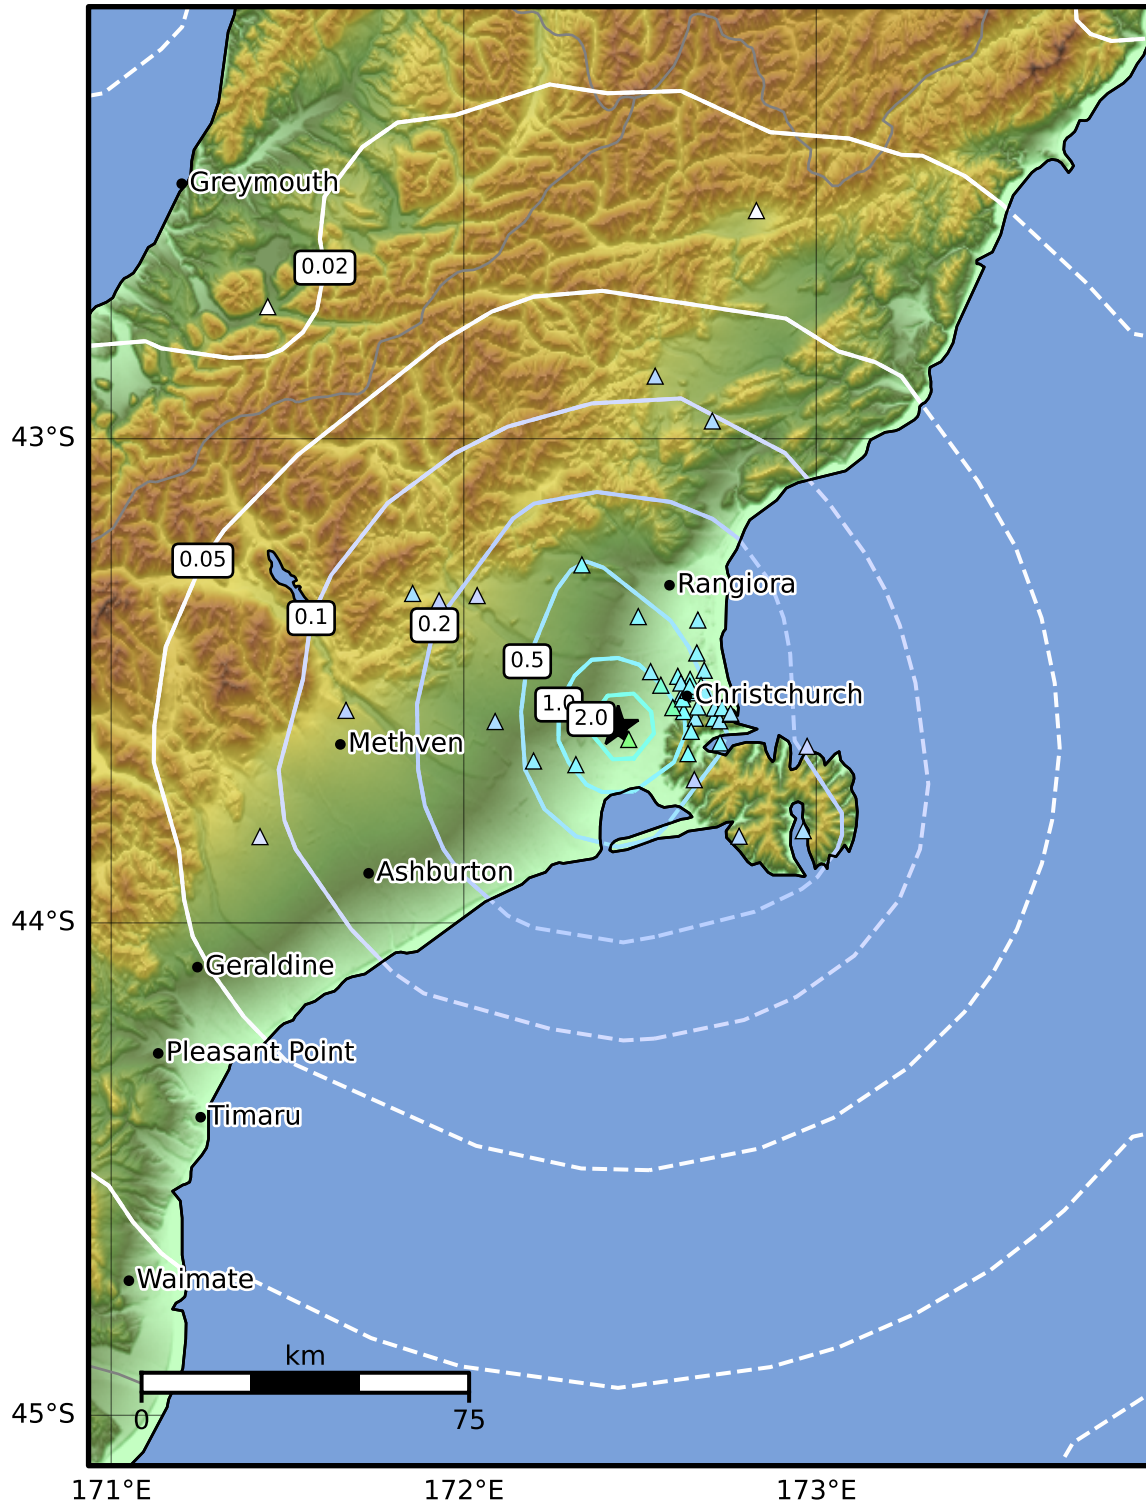 Greymouth
0.02
43°S
0.05
Rangiora
0.1
0.2
0.5
Christchurch
1.0
2.0
Methven
Ashburton
44°S
Geraldine
Pleasant Point
Timaru
Waimate
km
0 75
45°S
171°E 172°E 173°E